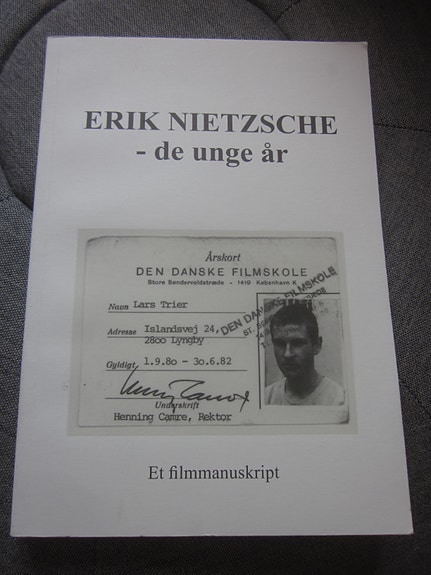 ERIK NIETZSCHE
- de unge år
Årskort
DEN DANSKE FILMSKOLE
Store Søndervoldstræde - 1419 København K
Navn Lars Trier
Adresse Islandsvej 24,
2800 Lyngby
Gyldigt 1.9.80 - 30.6.82
Underskrift
Henning Camre, Rektor
DEN DANSKE FILMSKOLE
Et filmmanuskript